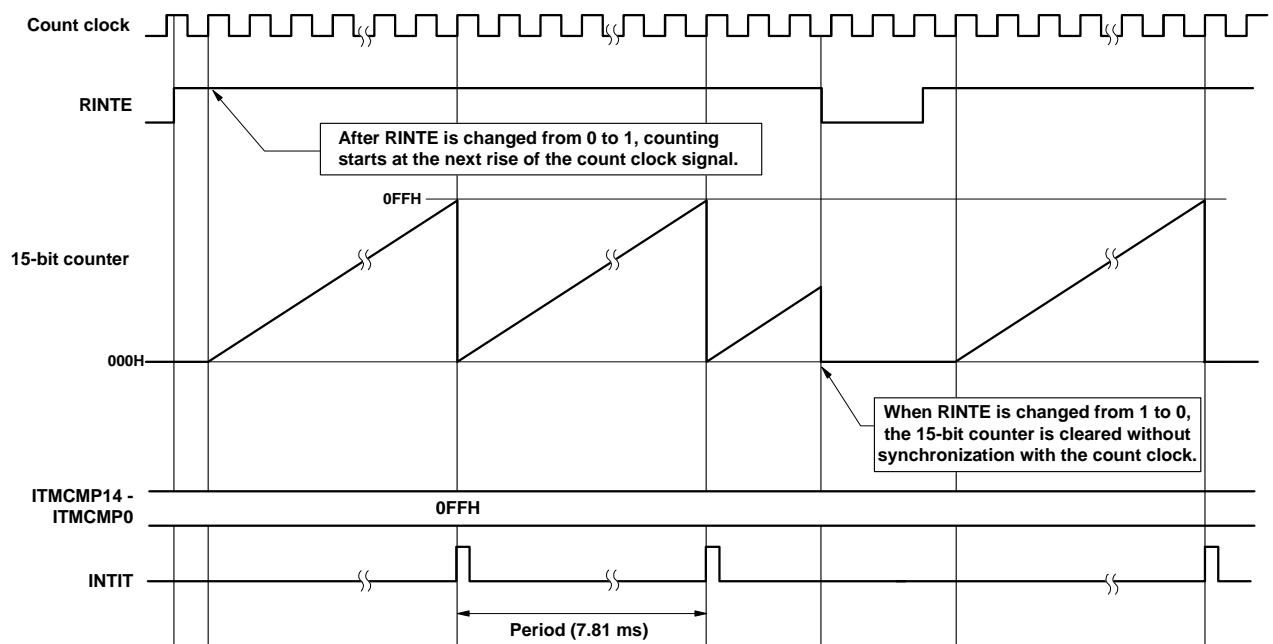 Count clock
RINTE
After RINTE is changed from 0 to 1, counting
starts at the next rise of the count clock signal.
0FFH
15-bit counter
000H
When RINTE is changed from 1 to 0,
the 15-bit counter is cleared without
synchronization with the count clock.
ITMCMP14 -
ITMCMP0
0FFH
INTIT
Period (7.81 ms)